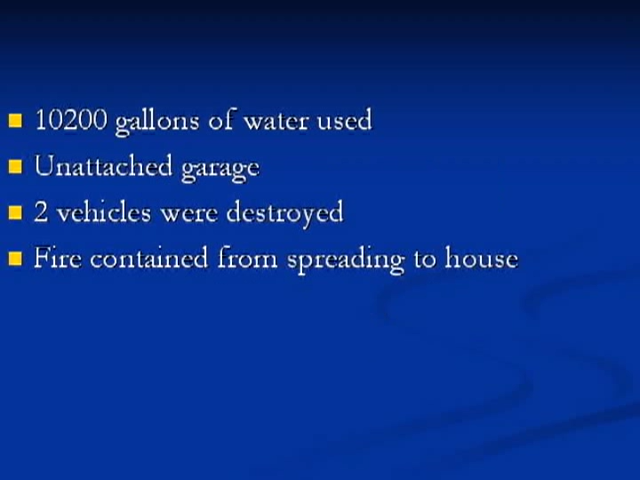 10200 gallons of water used
Unattached garage
2 vehicles were destroyed
Fire contained from spreading to house